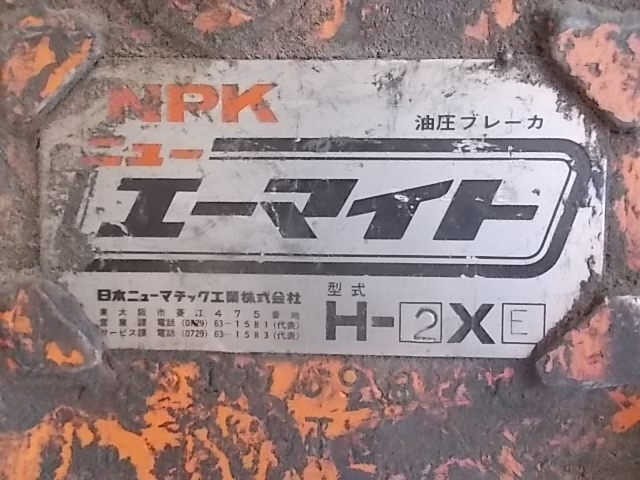 NPK
油圧ブレーカ
ニュー
エーマイト
日本ニューマチック工業株式会社
東大阪市菱江475番地
営業課 電話(0729)63-1581(代表)
サービス課 電話(0729)63-1583(代表)
型式
H-2XE